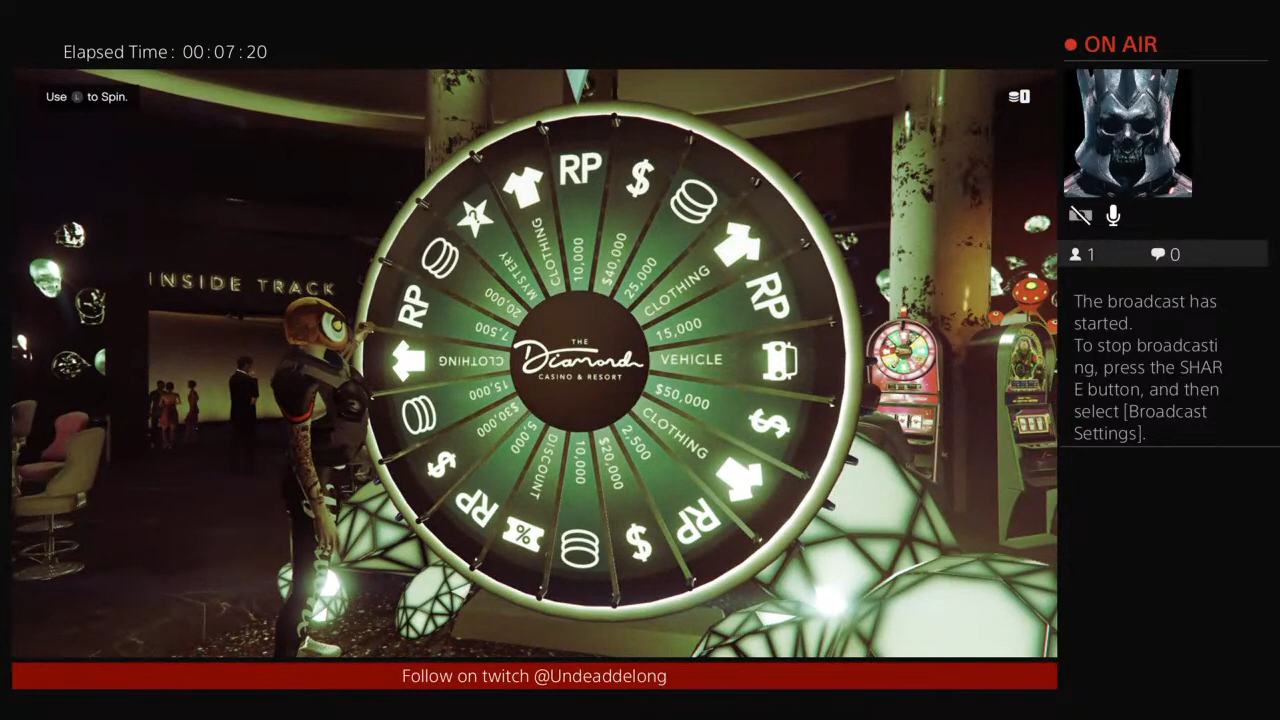 Elapsed Time: 00:07:20
ON AIR
Use L to Spin.
1
0
The broadcast has
started.
To stop broadcasti
ng, press the SHAR
E button, and then
select [Broadcast
Settings].
INSIDE TRACK
RP 10,000
$ $40,000
25,000
CLOTHING
RP 15,000
VEHICLE
$ $50,000
CLOTHING
RP 2,500
$ $20,000
10,000
% DISCOUNT
RP 5,000
$ $30,000
15,000
CLOTHING
RP 7,500
20,000
? MYSTERY
CLOTHING
THE
Diamond
CASINO & RESORT
Follow on twitch @Undeaddelong